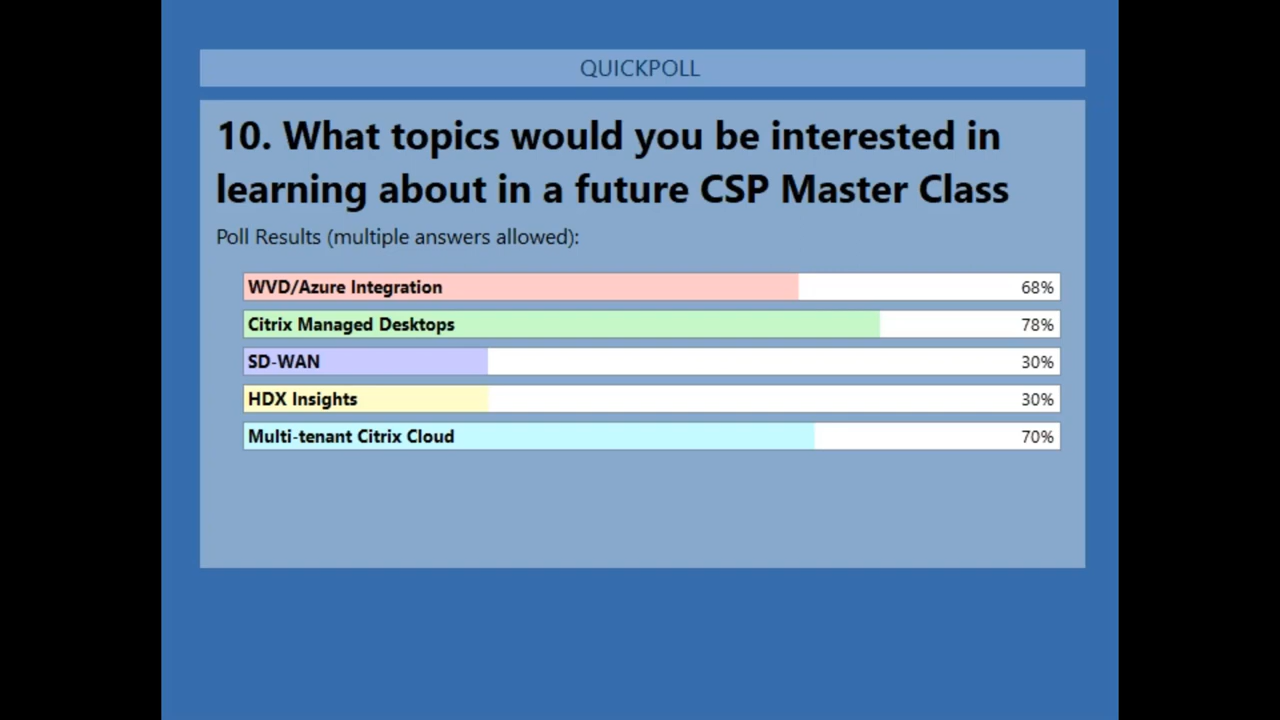 QUICKPOLL
10. What topics would you be interested in
learning about in a future CSP Master Class
Poll Results (multiple answers allowed):
WVD/Azure Integration 68%
Citrix Managed Desktops 78%
SD-WAN 30%
HDX Insights 30%
Multi-tenant Citrix Cloud 70%